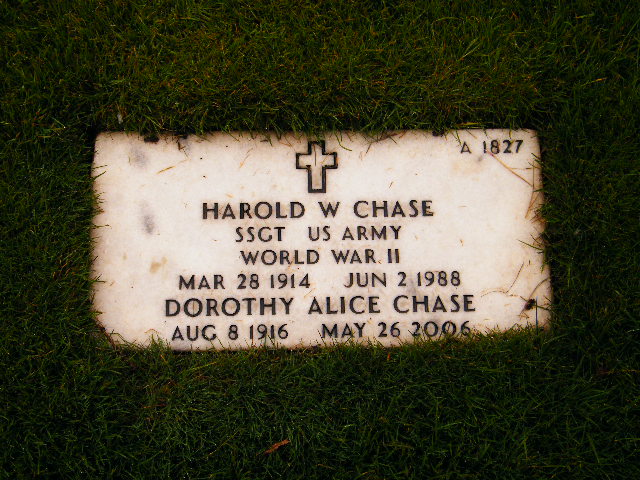 A 1827
HAROLD W CHASE
SSGT US ARMY
WORLD WAR II
MAR 28 1914 JUN 2 1988
DOROTHY ALICE CHASE
AUG 8 1916 MAY 26 2006